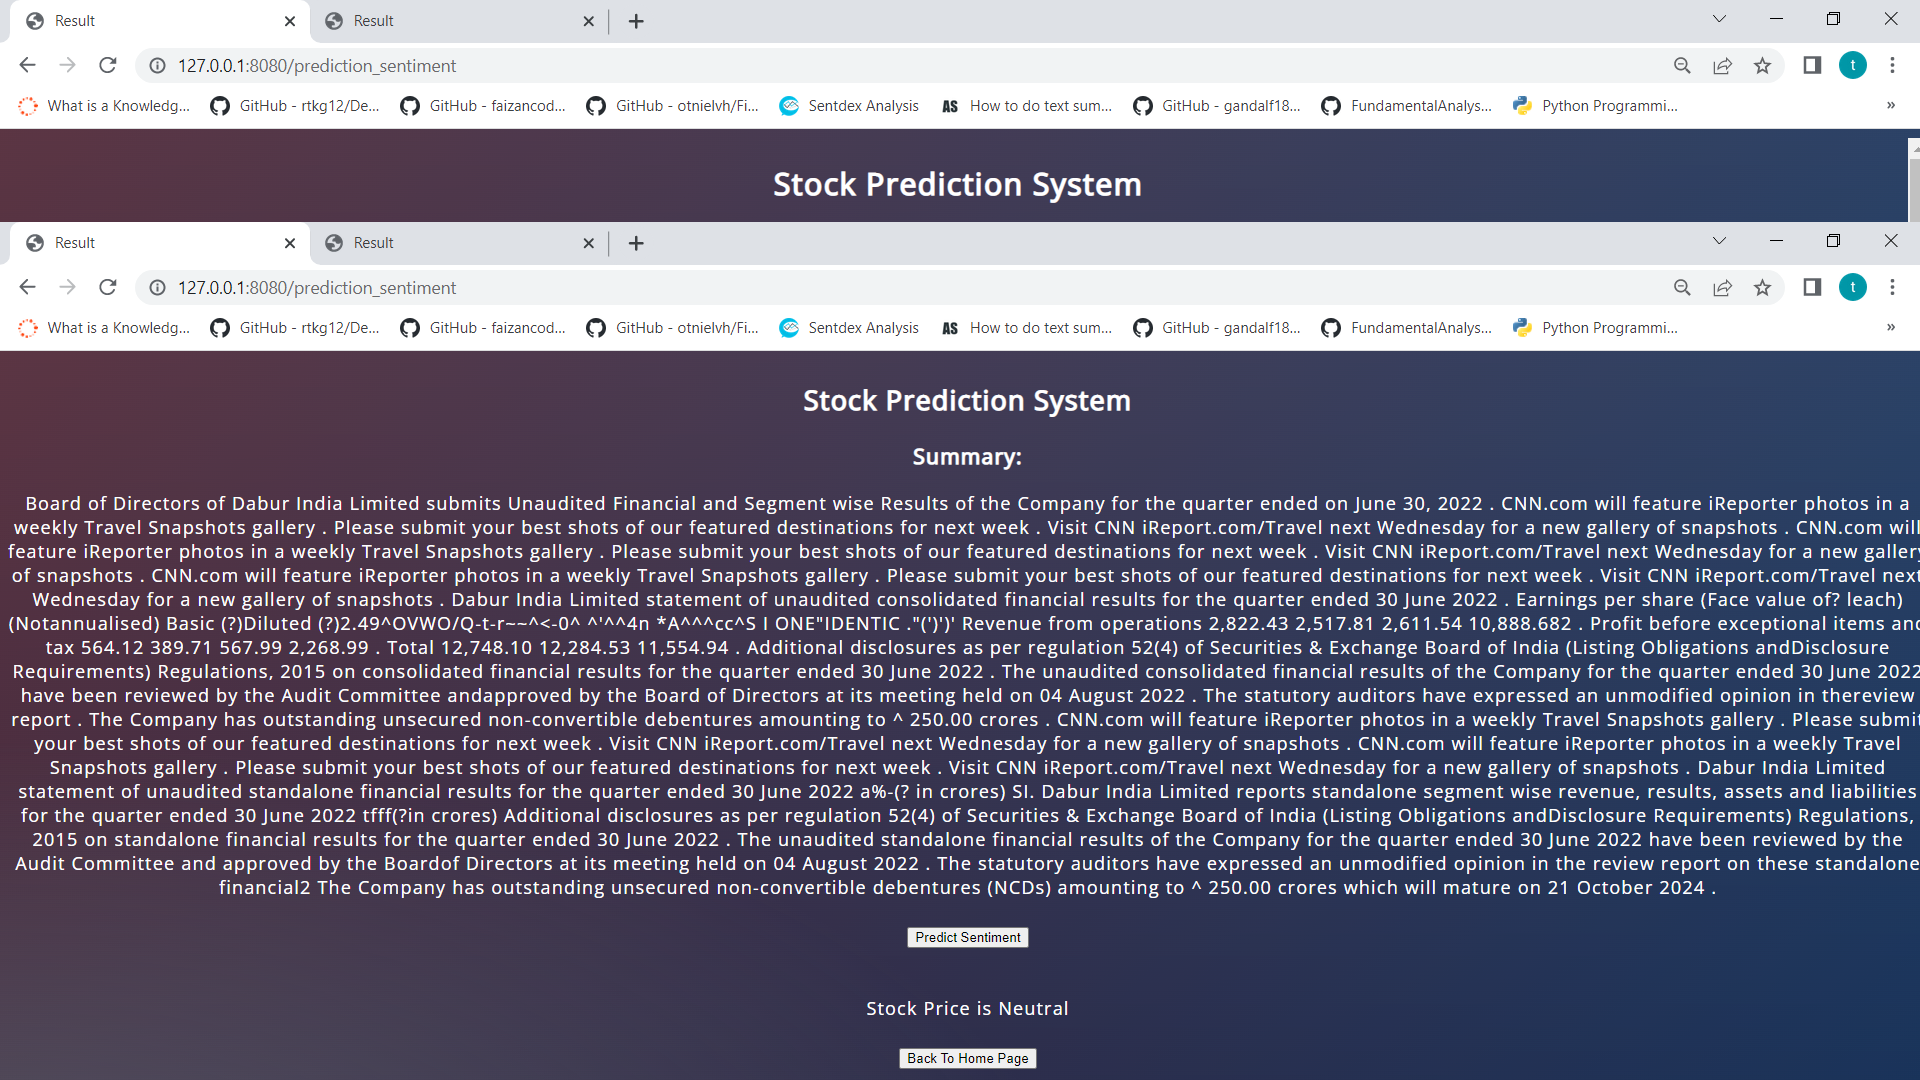 Result
Result
127.0.0.1:8080/prediction_sentiment
t
What is a Knowledg...
GitHub - rtkg12/De...
GitHub - faizancod...
GitHub - otnielvh/Fi...
Sentdex Analysis
AS How to do text sum...
GitHub - gandalf18...
FundamentalAnalys...
Python Programmi...
»
Stock Prediction System
Result
Result
127.0.0.1:8080/prediction_sentiment
t
What is a Knowledg...
GitHub - rtkg12/De...
GitHub - faizancod...
GitHub - otnielvh/Fi...
Sentdex Analysis
AS How to do text sum...
GitHub - gandalf18...
FundamentalAnalys...
Python Programmi...
»
Stock Prediction System
Summary:
Board of Directors of Dabur India Limited submits Unaudited Financial and Segment wise Results of the Company for the quarter ended on June 30, 2022 . CNN.com will feature iReporter photos in a
weekly Travel Snapshots gallery . Please submit your best shots of our featured destinations for next week . Visit CNN iReport.com/Travel next Wednesday for a new gallery of snapshots . CNN.com will
feature iReporter photos in a weekly Travel Snapshots gallery . Please submit your best shots of our featured destinations for next week . Visit CNN iReport.com/Travel next Wednesday for a new gallery
of snapshots . CNN.com will feature iReporter photos in a weekly Travel Snapshots gallery . Please submit your best shots of our featured destinations for next week . Visit CNN iReport.com/Travel next
Wednesday for a new gallery of snapshots . Dabur India Limited statement of unaudited consolidated financial results for the quarter ended 30 June 2022 . Earnings per share (Face value of? leach)
(Notannualised) Basic (?)Diluted (?)2.49^OVWO/Q-t-r~~^<-0^ ^'^^4n *A^^^cc^S I ONE"IDENTIC ."(')')' Revenue from operations 2,822.43 2,517.81 2,611.54 10,888.682 . Profit before exceptional items and
tax 564.12 389.71 567.99 2,268.99 . Total 12,748.10 12,284.53 11,554.94 . Additional disclosures as per regulation 52(4) of Securities & Exchange Board of India (Listing Obligations andDisclosure
Requirements) Regulations, 2015 on consolidated financial results for the quarter ended 30 June 2022 . The unaudited consolidated financial results of the Company for the quarter ended 30 June 2022
have been reviewed by the Audit Committee andapproved by the Board of Directors at its meeting held on 04 August 2022 . The statutory auditors have expressed an unmodified opinion in thereview
report . The Company has outstanding unsecured non-convertible debentures amounting to ^ 250.00 crores . CNN.com will feature iReporter photos in a weekly Travel Snapshots gallery . Please submit
your best shots of our featured destinations for next week . Visit CNN iReport.com/Travel next Wednesday for a new gallery of snapshots . CNN.com will feature iReporter photos in a weekly Travel
Snapshots gallery . Please submit your best shots of our featured destinations for next week . Visit CNN iReport.com/Travel next Wednesday for a new gallery of snapshots . Dabur India Limited
statement of unaudited standalone financial results for the quarter ended 30 June 2022 a%-(? in crores) SI. Dabur India Limited reports standalone segment wise revenue, results, assets and liabilities
for the quarter ended 30 June 2022 tfff(?in crores) Additional disclosures as per regulation 52(4) of Securities & Exchange Board of India (Listing Obligations andDisclosure Requirements) Regulations,
2015 on standalone financial results for the quarter ended 30 June 2022 . The unaudited standalone financial results of the Company for the quarter ended 30 June 2022 have been reviewed by the
Audit Committee and approved by the Boardof Directors at its meeting held on 04 August 2022 . The statutory auditors have expressed an unmodified opinion in the review report on these standalone
financial2 The Company has outstanding unsecured non-convertible debentures (NCDs) amounting to ^ 250.00 crores which will mature on 21 October 2024 .
Predict Sentiment
Stock Price is Neutral
Back To Home Page